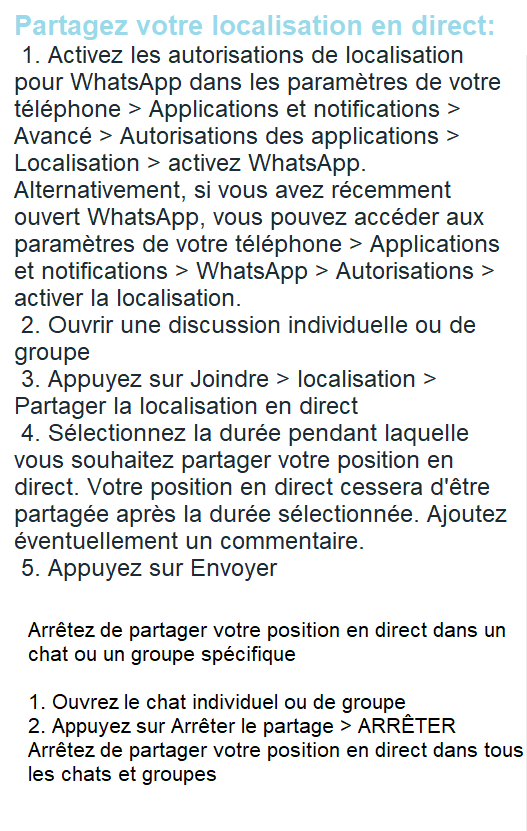 Partagez votre localisation en direct:
1. Activez les autorisations de localisation
pour WhatsApp dans les paramètres de votre
téléphone > Applications et notifications >
Avancé > Autorisations des applications >
Localisation > activez WhatsApp.
Alternativement, si vous avez récemment
ouvert WhatsApp, vous pouvez accéder aux
paramètres de votre téléphone > Applications
et notifications > WhatsApp > Autorisations >
activer la localisation.
2. Ouvrir une discussion individuelle ou de
groupe
3. Appuyez sur Joindre > localisation >
Partager la localisation en direct
4. Sélectionnez la durée pendant laquelle
vous souhaitez partager votre position en
direct. Votre position en direct cessera d'être
partagée après la durée sélectionnée. Ajoutez
éventuellement un commentaire.
5. Appuyez sur Envoyer
Arrêtez de partager votre position en direct dans un
chat ou un groupe spécifique
1. Ouvrez le chat individuel ou de groupe
2. Appuyez sur Arrêter le partage > ARRÊTER
Arrêtez de partager votre position en direct dans tous
les chats et groupes